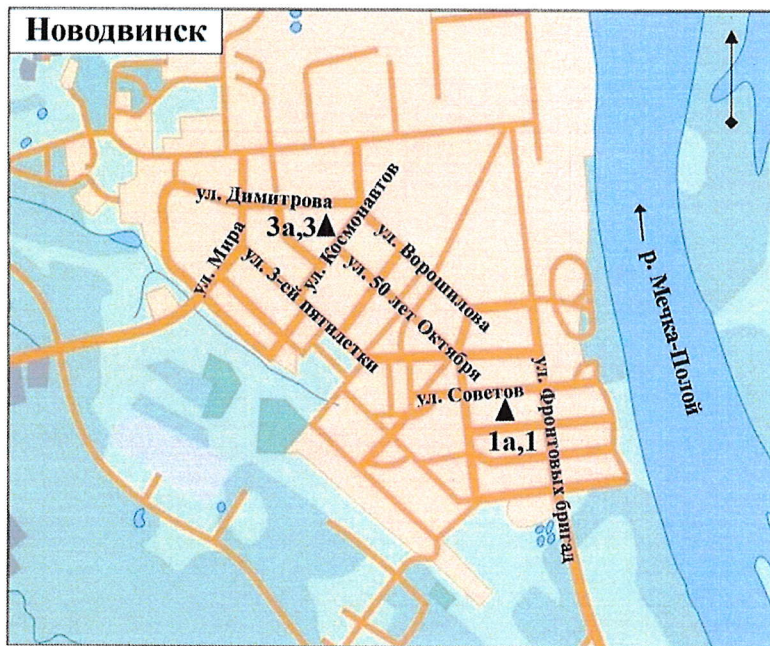 Новодвинск
ул. Димитрова
3а,3
ул. Космонавтов
ул. Мира
ул. 3-ей пятилетки
ул. 50 лет Октября
ул. Ворошилова
р. Мечка-Полой
ул. Советов
1а,1
ул. Фронтовых бригад